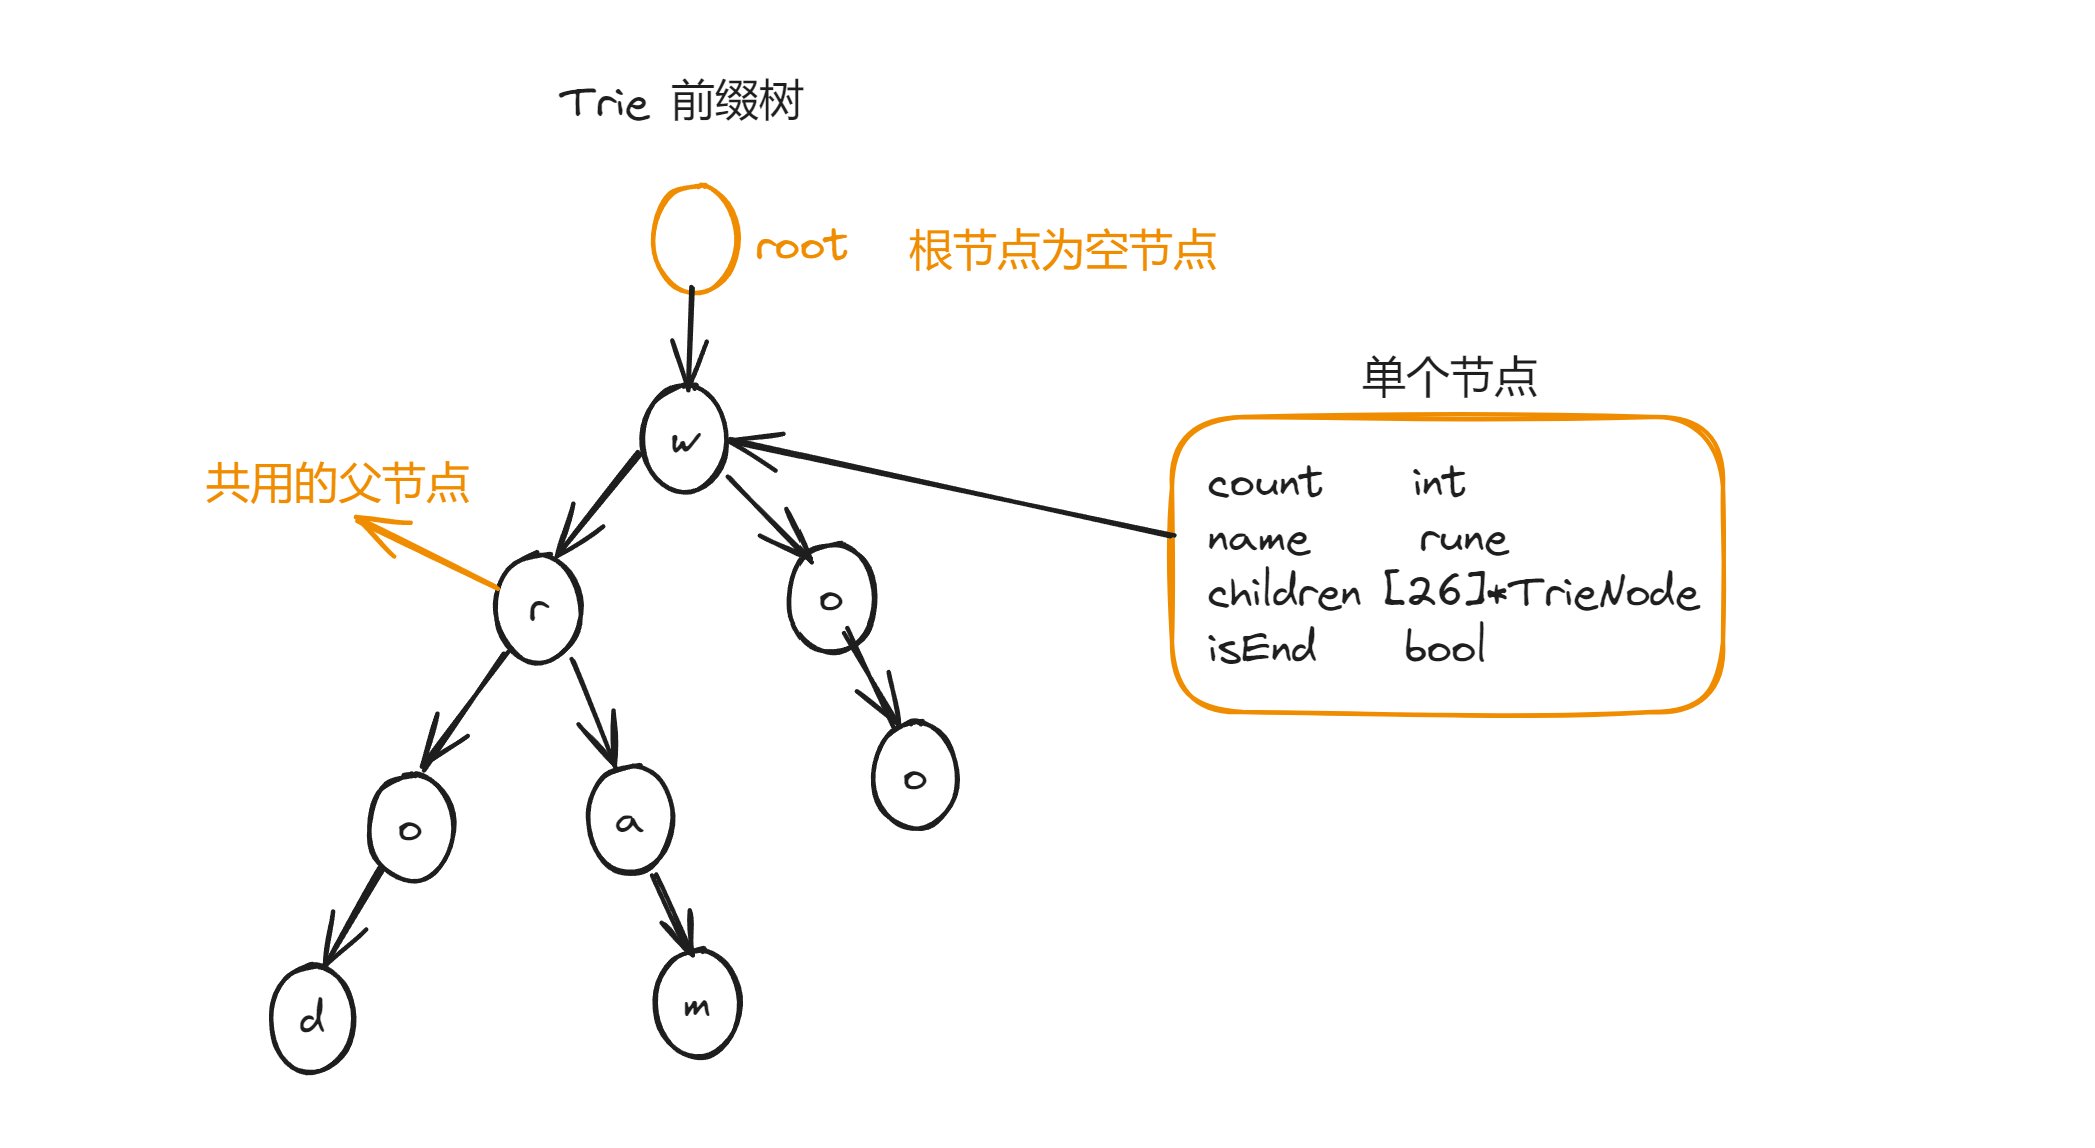 Trie 前缀树
root 根节点为空节点
单个节点
w
共用的父节点
count int
name rune
children [26]*TrieNode
isEnd bool
r
o
o
o
a
d
m